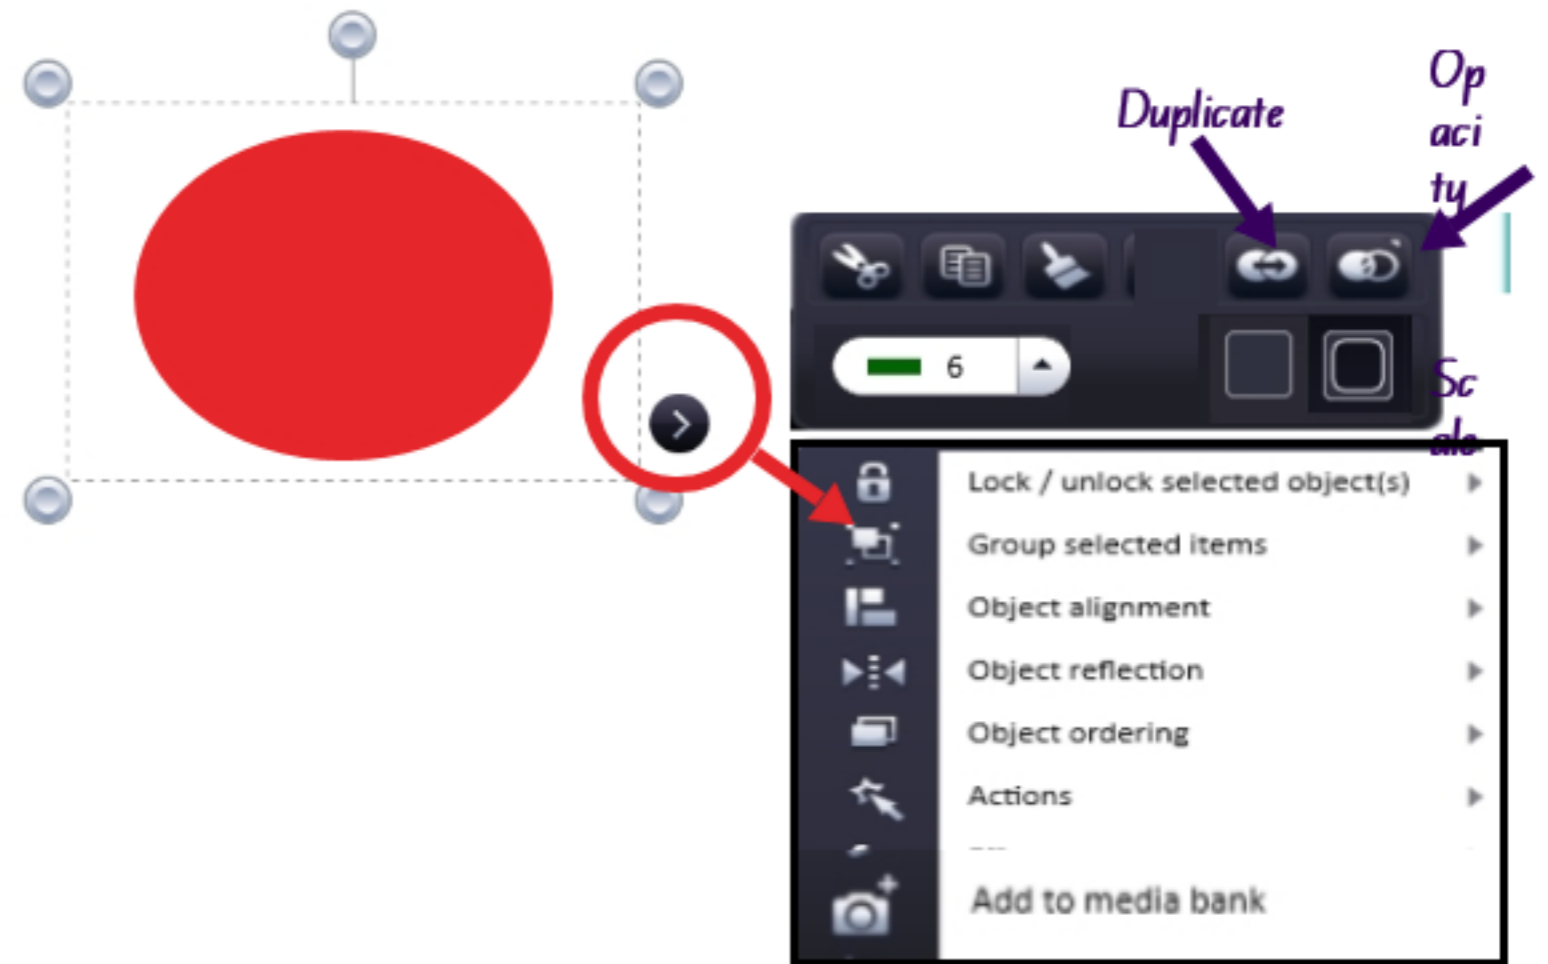 Op
aci
ty
Duplicate
6
Sc
ale
Lock / unlock selected object(s)
Group selected items
Object alignment
Object reflection
Object ordering
Actions
Add to media bank